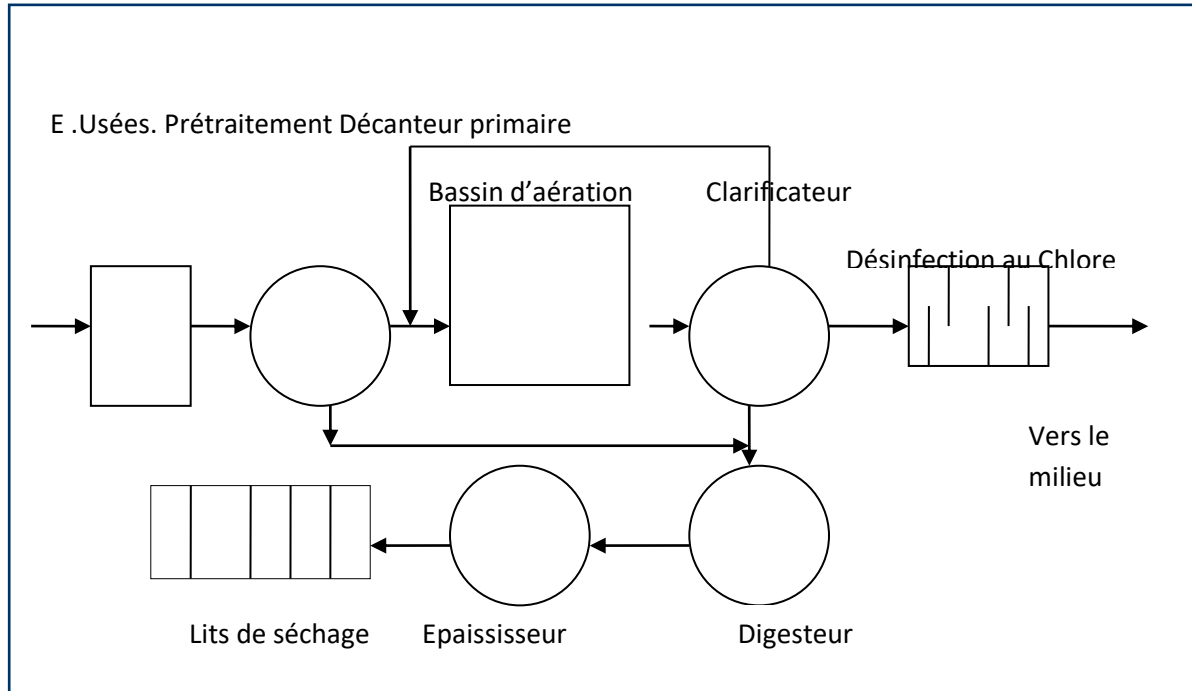 E .Usées. Prétraitement Décanteur primaire
Bassin d’aération
Clarificateur
Désinfection au Chlore
Vers le
milieu
Lits de séchage
Epaississeur
Digesteur